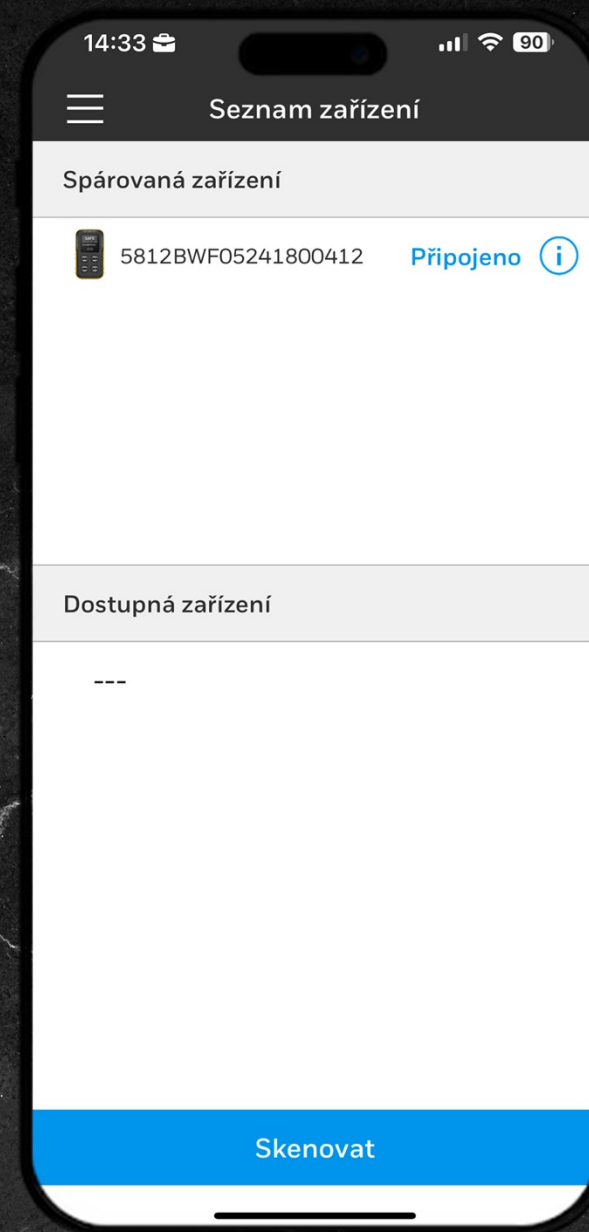 14:33
90
Seznam zařízení
Spárovaná zařízení
5812BWF05241800412 Připojeno i
Dostupná zařízení
---
Skenovat